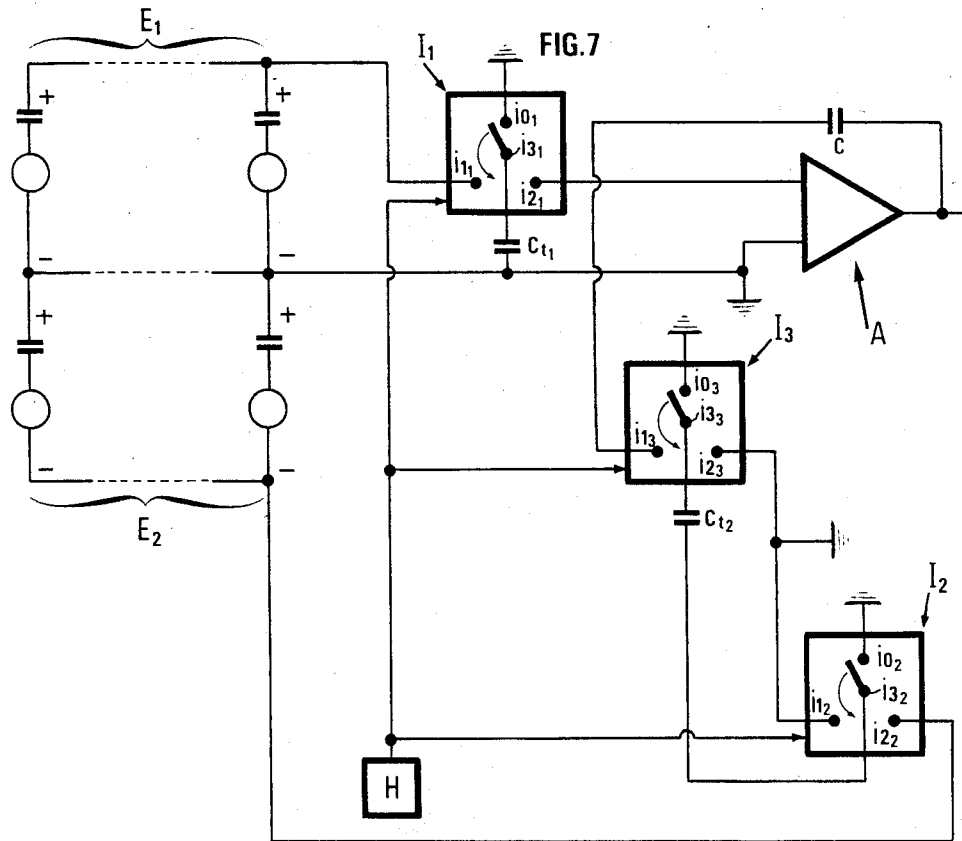 FIG.7
E1
+ +
I1
i01
i31
i11
i21
Ct1
C
A
- -
+ +
I3
i03
i33
i13
i23
Ct2
- -
E2
I2
i02
i32
i12
i22
H